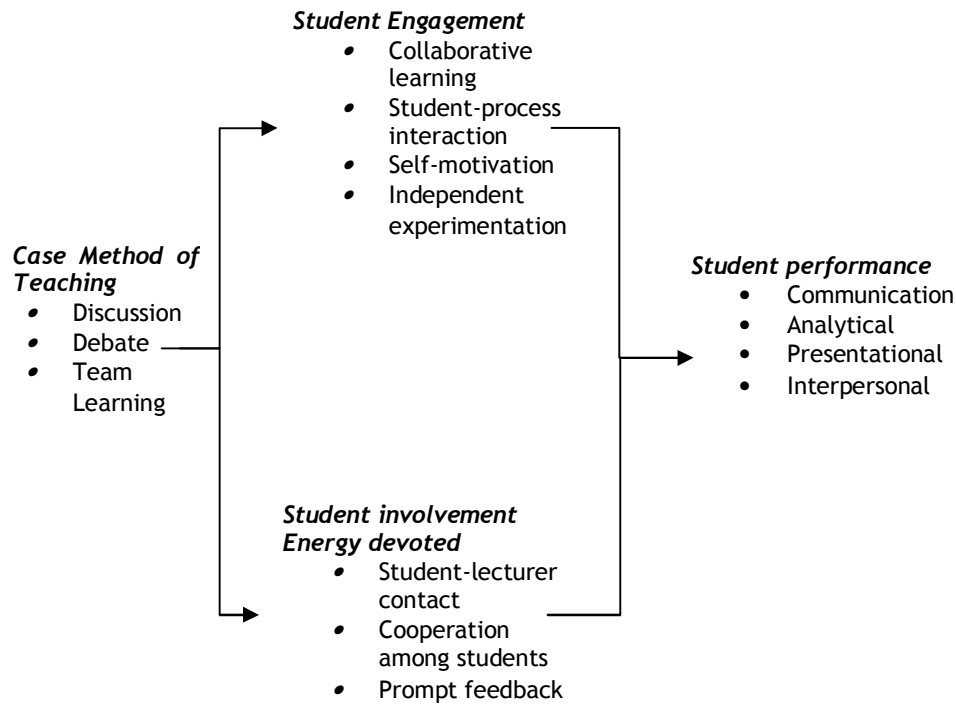 Student Engagement
• Collaborative
learning
• Student-process
interaction
• Self-motivation
• Independent
experimentation
Case Method of
Teaching
• Discussion
• Debate
• Team
Learning
Student performance
• Communication
• Analytical
• Presentational
• Interpersonal
Student involvement
Energy devoted
• Student-lecturer
contact
• Cooperation
among students
• Prompt feedback